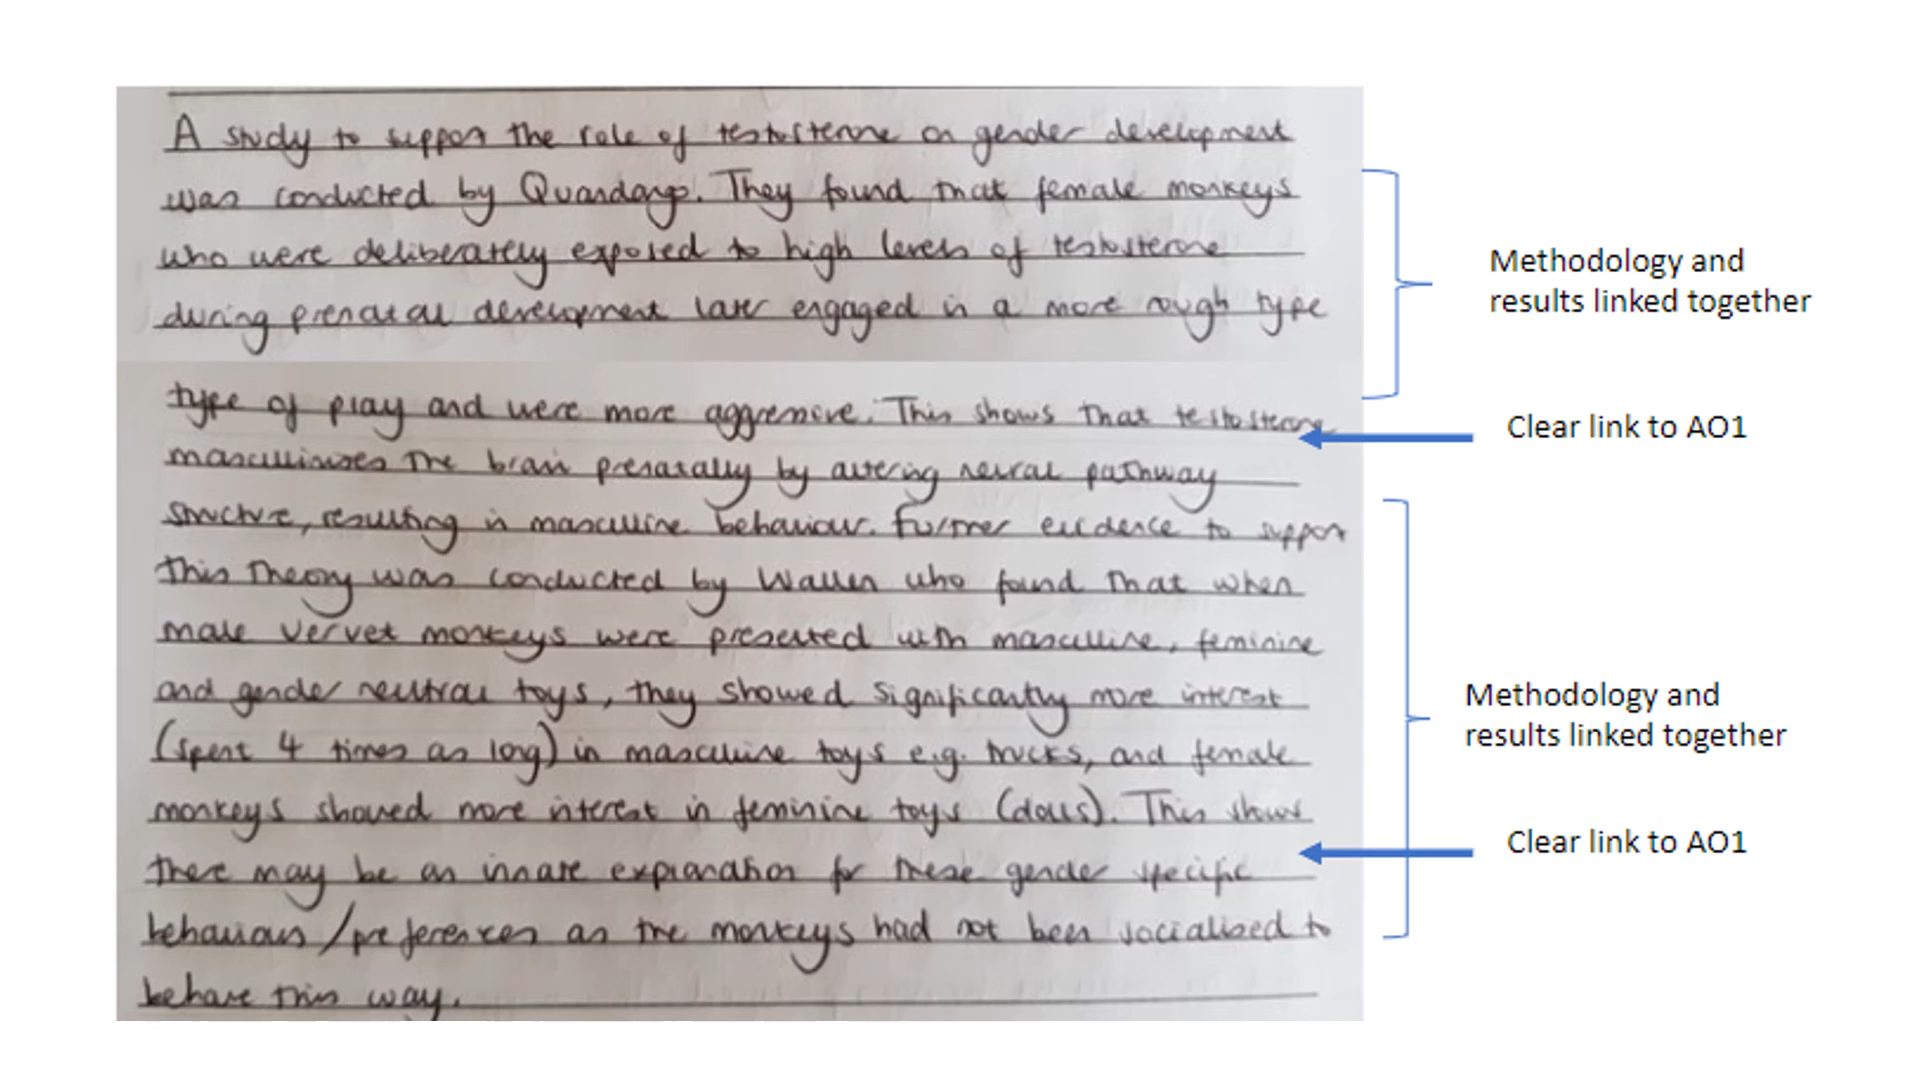 A study to support the role of testosterone on gender development
was conducted by Quandango. They found that female monkeys
who were deliberately exposed to high levels of testosterone
during prenatal development later engaged in a more rough type
type of play and were more aggressive. This shows that testosterone
masculinises the brain prenatally by altering neural pathway
structure, resulting in masculine behaviour. Further evidence to support
this theory was conducted by Wallen who found that when
male vervet monkeys were presented with masculine, feminine
and gender neutral toys, they showed significantly more interest
(spent 4 times as long) in masculine toys e.g. trucks, and female
monkeys showed more interest in feminine toys (dolls). This shows
there may be an innate explanation for these gender specific
behaviours/preferences as the monkeys had not been socialised to
behave this way.
Methodology and
results linked together
Clear link to AO1
Methodology and
results linked together
Clear link to AO1